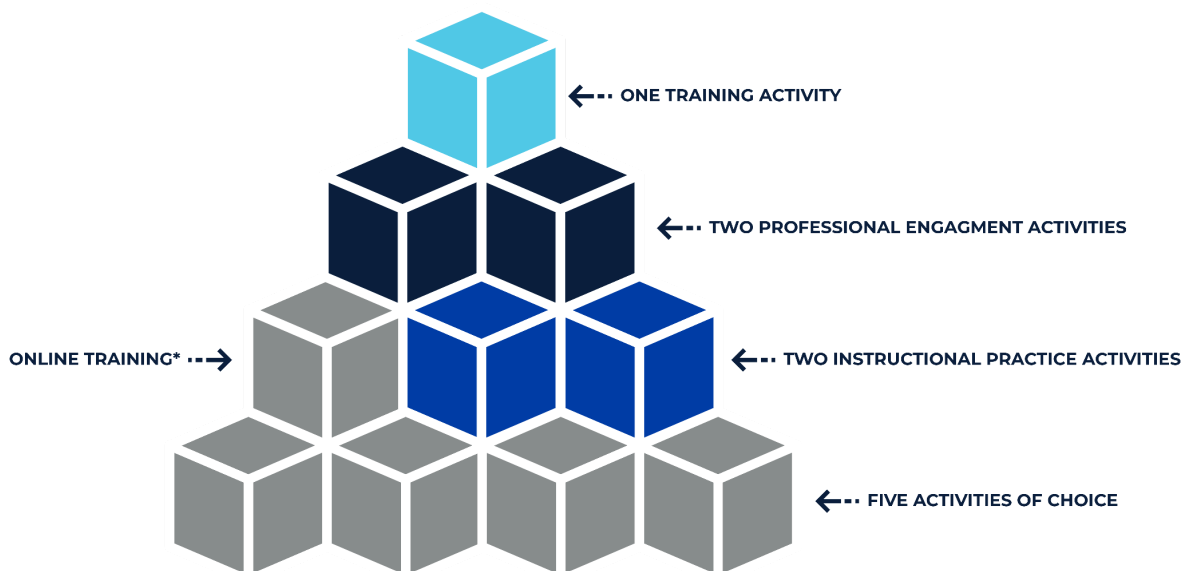 ONE TRAINING ACTIVITY
TWO PROFESSIONAL ENGAGMENT ACTIVITIES
ONLINE TRAINING*
TWO INSTRUCTIONAL PRACTICE ACTIVITIES
FIVE ACTIVITIES OF CHOICE